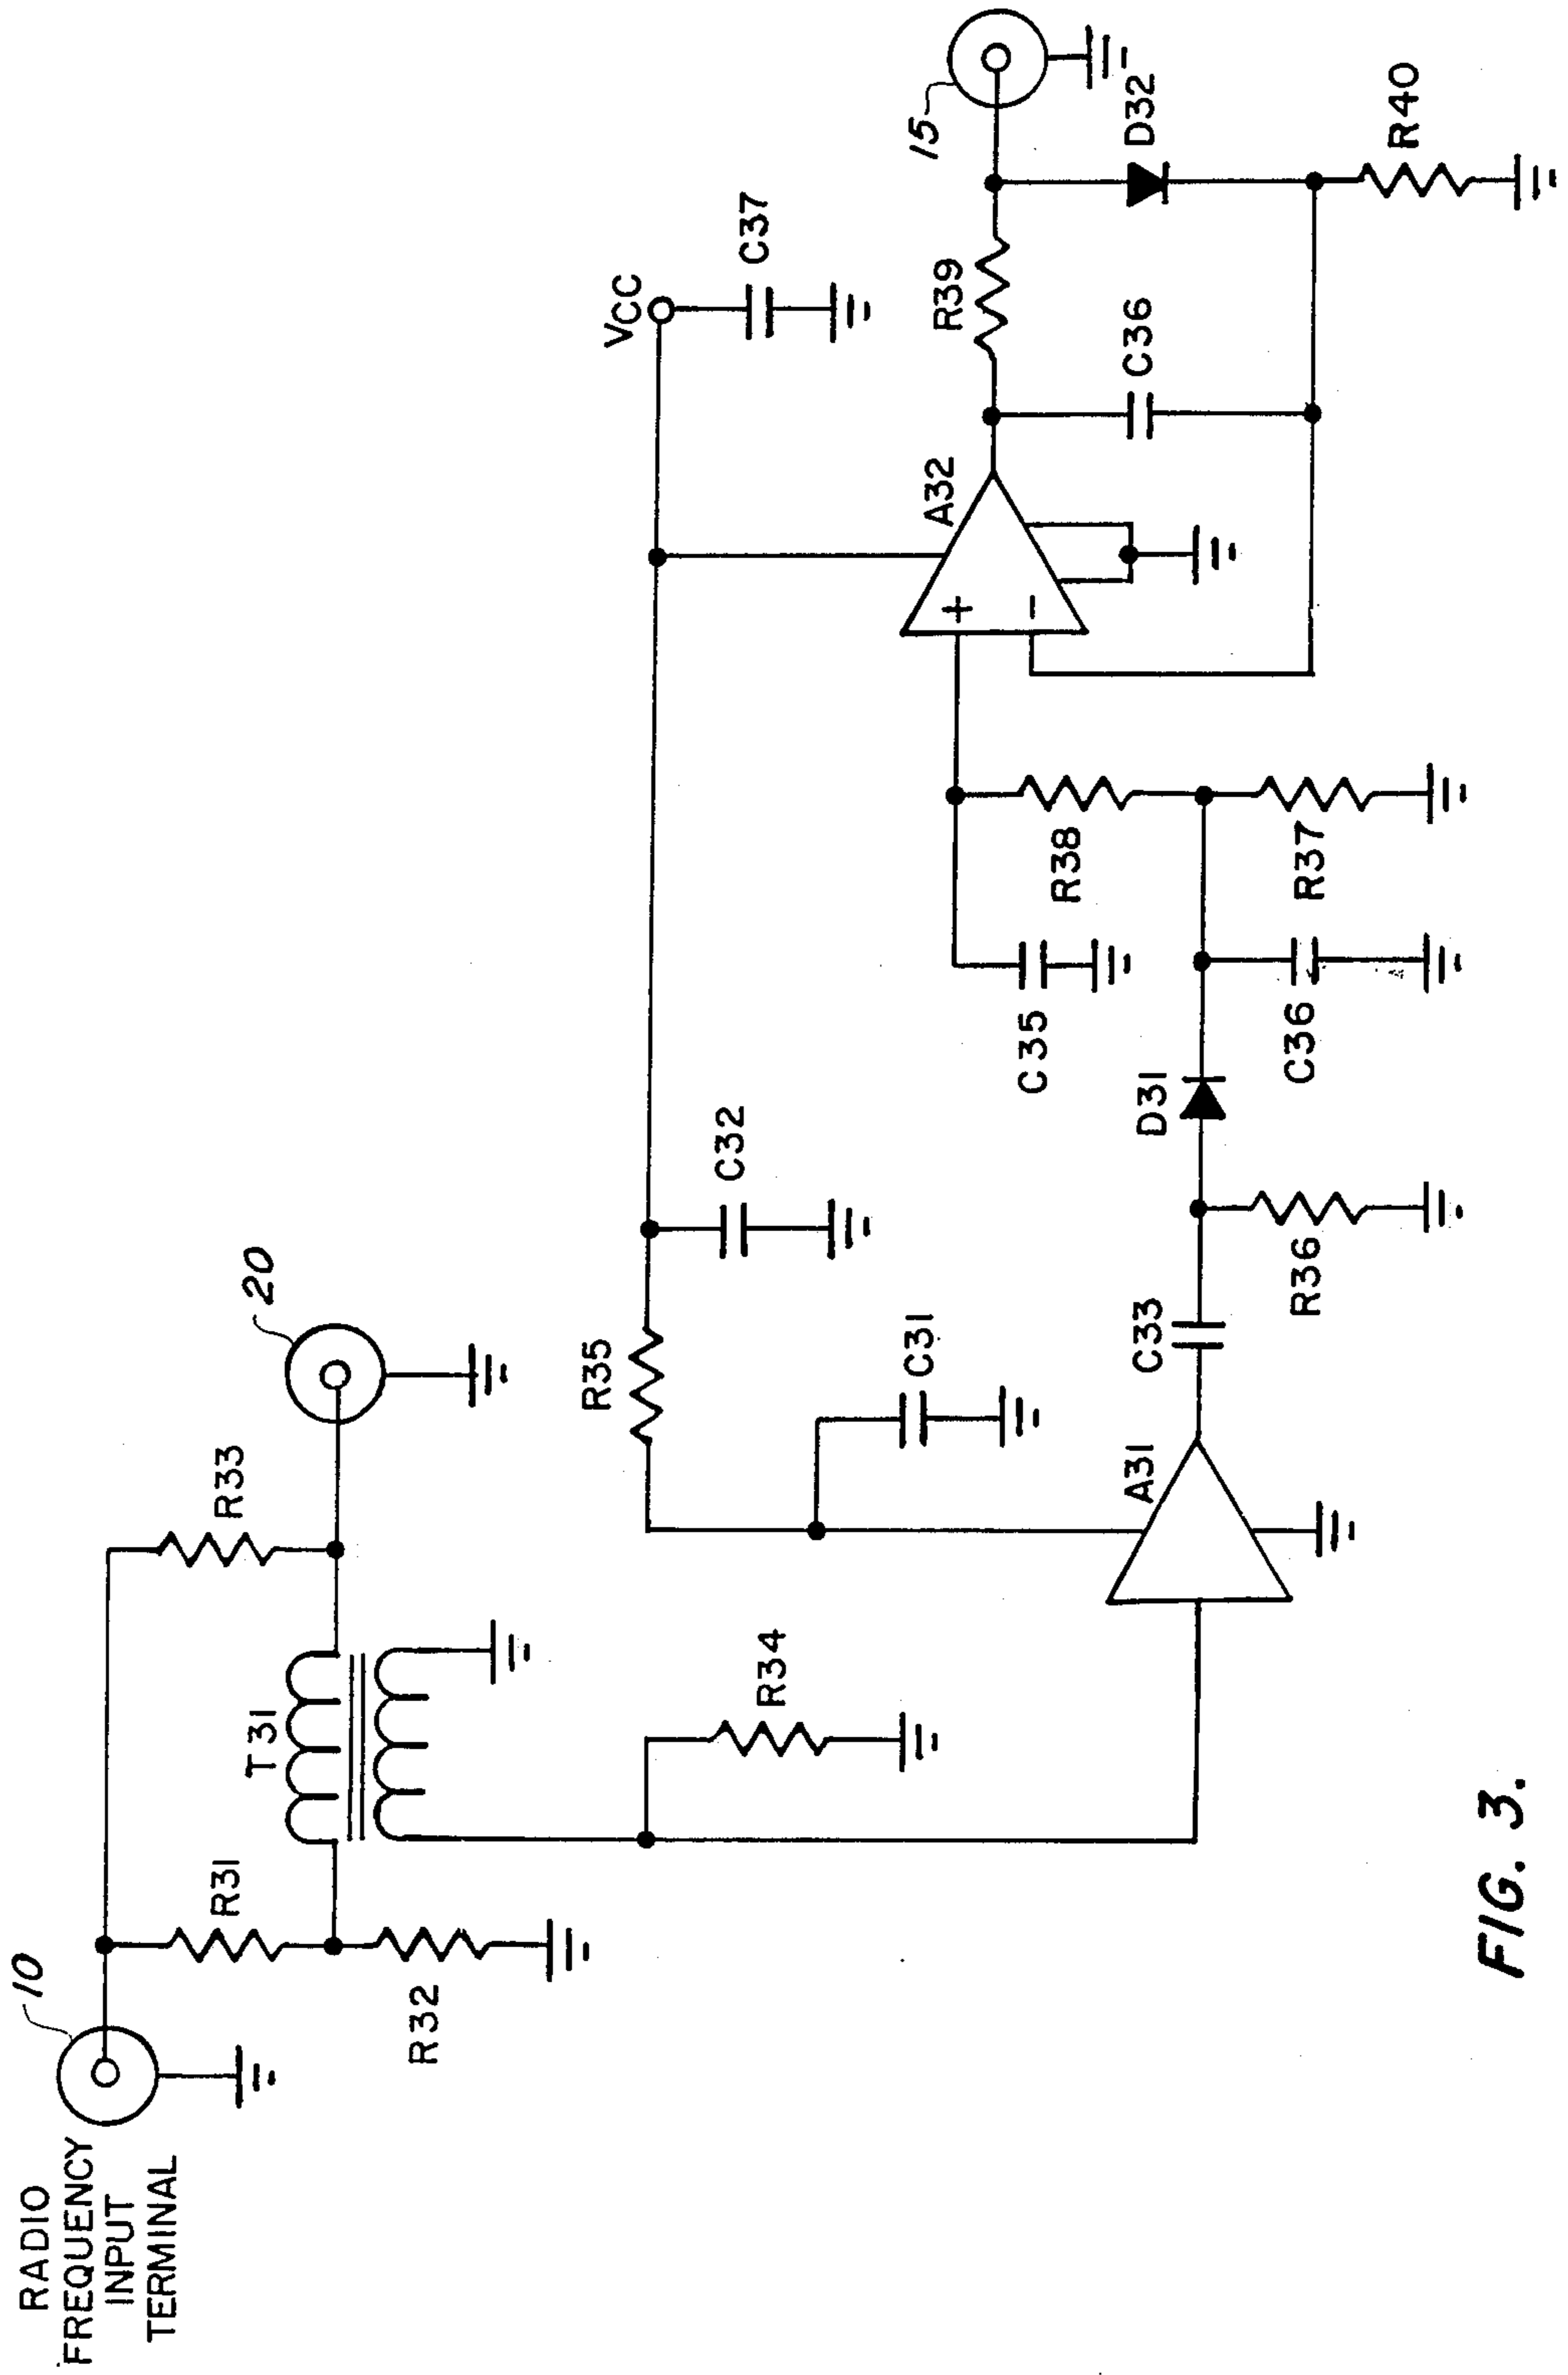 RADIO
FREQUENCY
INPUT
TERMINAL
10
R31
R32
T31
R33
20
R34
R35
C31
C32
A31
C33
R36
D31
C36
R37
C35
R38
A32
VCC
C37
R39
C36
15
D32
R40
+
−
FIG. 3.